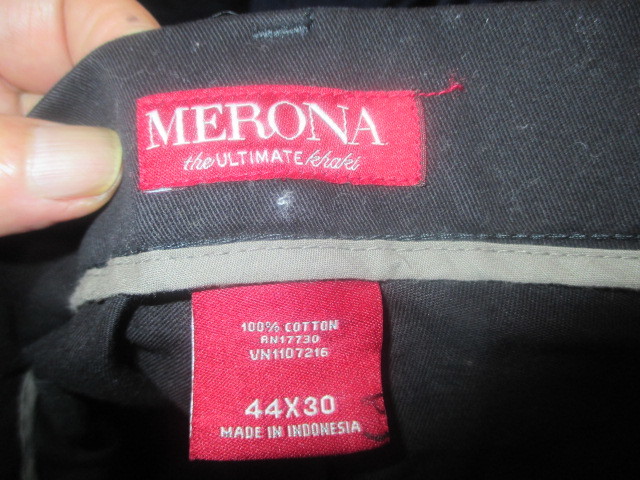 MERONA
the ULTIMATE khaki
100% COTTON
RN17730
VN1107216
44X30
MADE IN INDONESIA